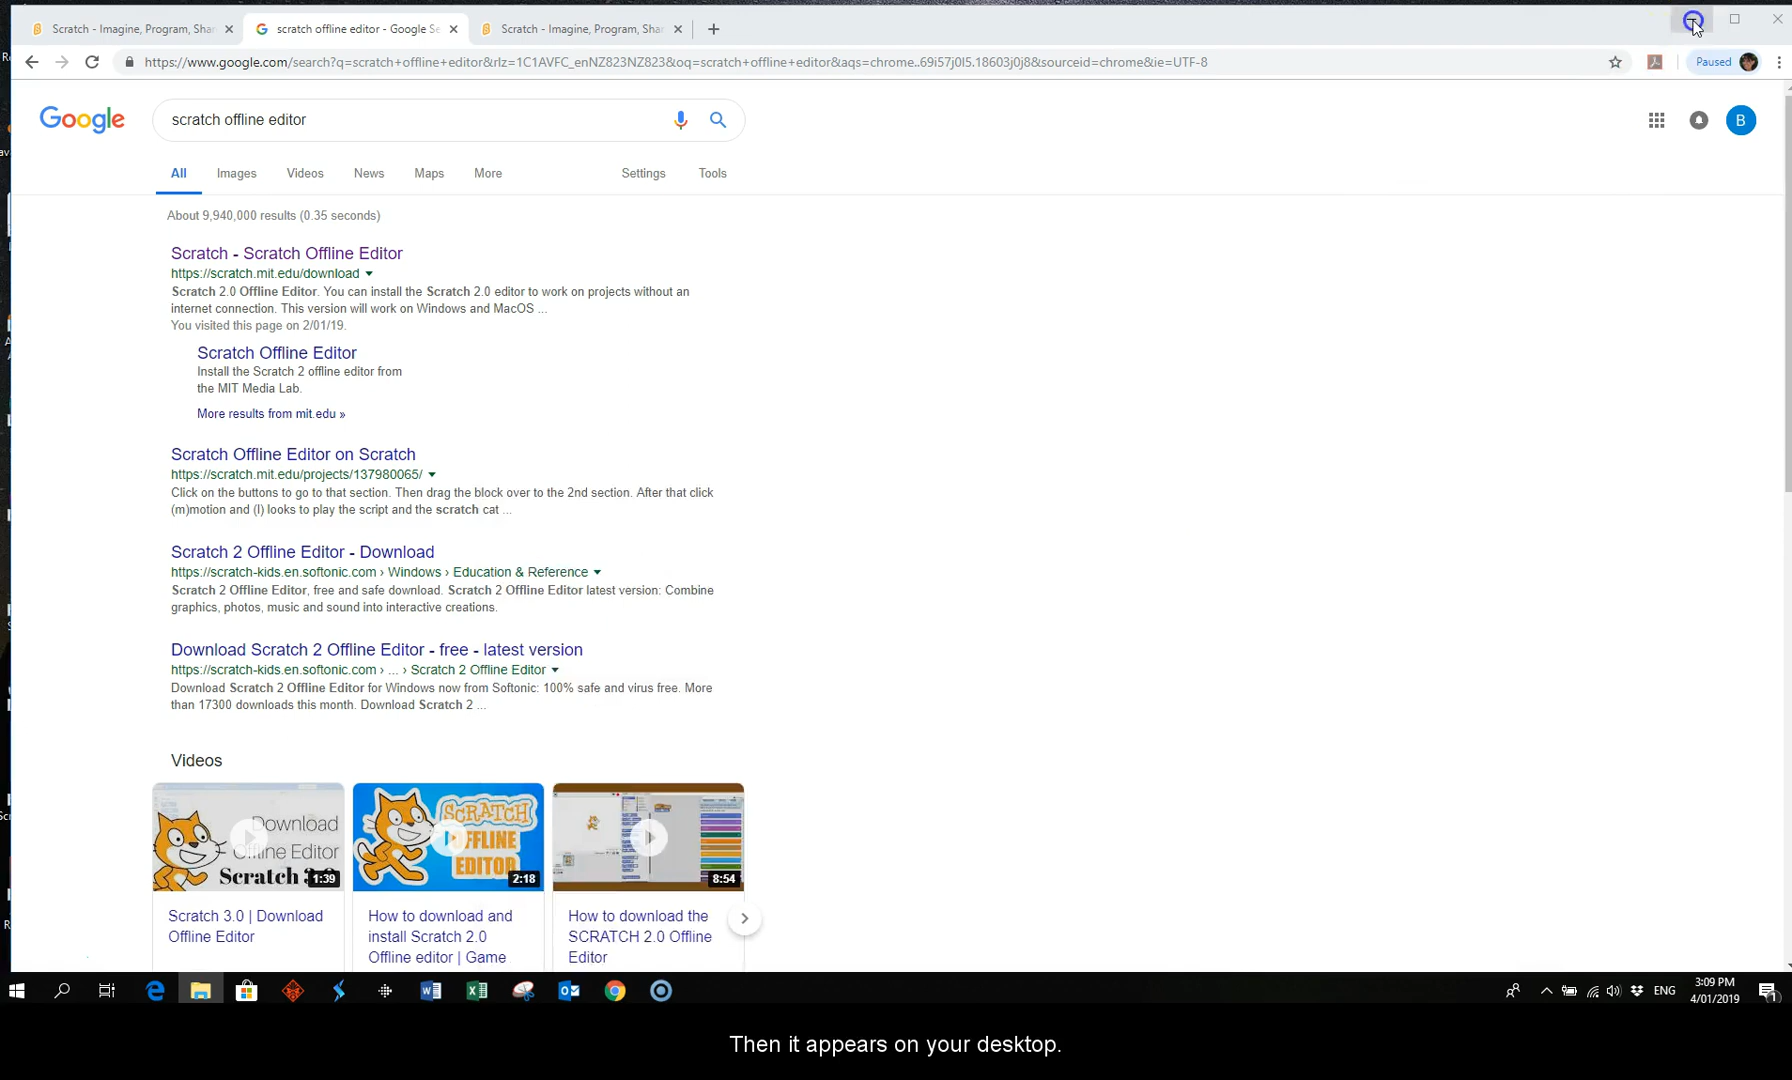 Scratch - Imagine, Program, Shar
scratch offline editor - Google Se
Scratch - Imagine, Program, Shar
https://www.google.com/search?q=scratch+offline+editor&rlz=1C1AVFC_enNZ823NZ823&oq=scratch+offline+editor&aqs=chrome..69i57j0l5.18603j0j8&sourceid=chrome&ie=UTF-8
Paused
Google
scratch offline editor
B
All Images Videos News Maps More Settings Tools
About 9,940,000 results (0.35 seconds)
Scratch - Scratch Offline Editor
https://scratch.mit.edu/download
Scratch 2.0 Offline Editor. You can install the Scratch 2.0 editor to work on projects without an
internet connection. This version will work on Windows and MacOS ...
You visited this page on 2/01/19.
Scratch Offline Editor
Install the Scratch 2 offline editor from
the MIT Media Lab.
More results from mit.edu »
Scratch Offline Editor on Scratch
https://scratch.mit.edu/projects/137980065/
Click on the buttons to go to that section. Then drag the block over to the 2nd section. After that click
(m)motion and (l) looks to play the script and the scratch cat ...
Scratch 2 Offline Editor - Download
https://scratch-kids.en.softonic.com › Windows › Education & Reference
Scratch 2 Offline Editor, free and safe download. Scratch 2 Offline Editor latest version: Combine
graphics, photos, music and sound into interactive creations.
Download Scratch 2 Offline Editor - free - latest version
https://scratch-kids.en.softonic.com › ... › Scratch 2 Offline Editor
Download Scratch 2 Offline Editor for Windows now from Softonic: 100% safe and virus free. More
than 17300 downloads this month. Download Scratch 2 ...
Videos
Download
Offline Editor
Scratch
1:39
SCRATCH
OFFLINE
EDITOR
2:18
8:54
Scratch 3.0 | Download
Offline Editor
How to download and
install Scratch 2.0
Offline editor | Game
How to download the
SCRATCH 2.0 Offline
Editor
ENG
3:09 PM
4/01/2019
1
Then it appears on your desktop.